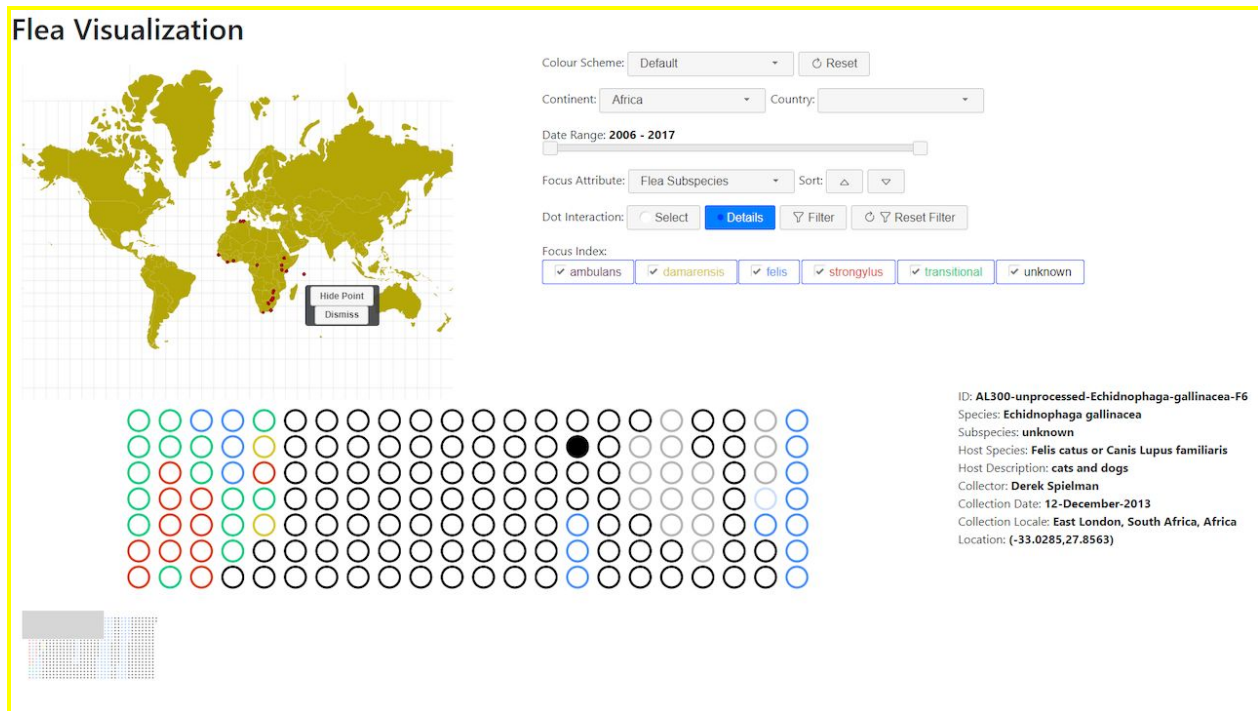 Flea Visualization
Colour Scheme: Default Reset
Continent: Africa Country:
Date Range: 2006 - 2017
Focus Attribute: Flea Subspecies Sort:
Dot Interaction: Select Details Filter Reset Filter
Focus Index:
ambulans damarensis felis strongylus transitional unknown
Hide Point
Dismiss
ID: AL300-unprocessed-Echidnophaga-gallinacea-F6
Species: Echidnophaga gallinacea
Subspecies: unknown
Host Species: Felis catus or Canis Lupus familiaris
Host Description: cats and dogs
Collector: Derek Spielman
Collection Date: 12-December-2013
Collection Locale: East London, South Africa, Africa
Location: (-33.0285,27.8563)